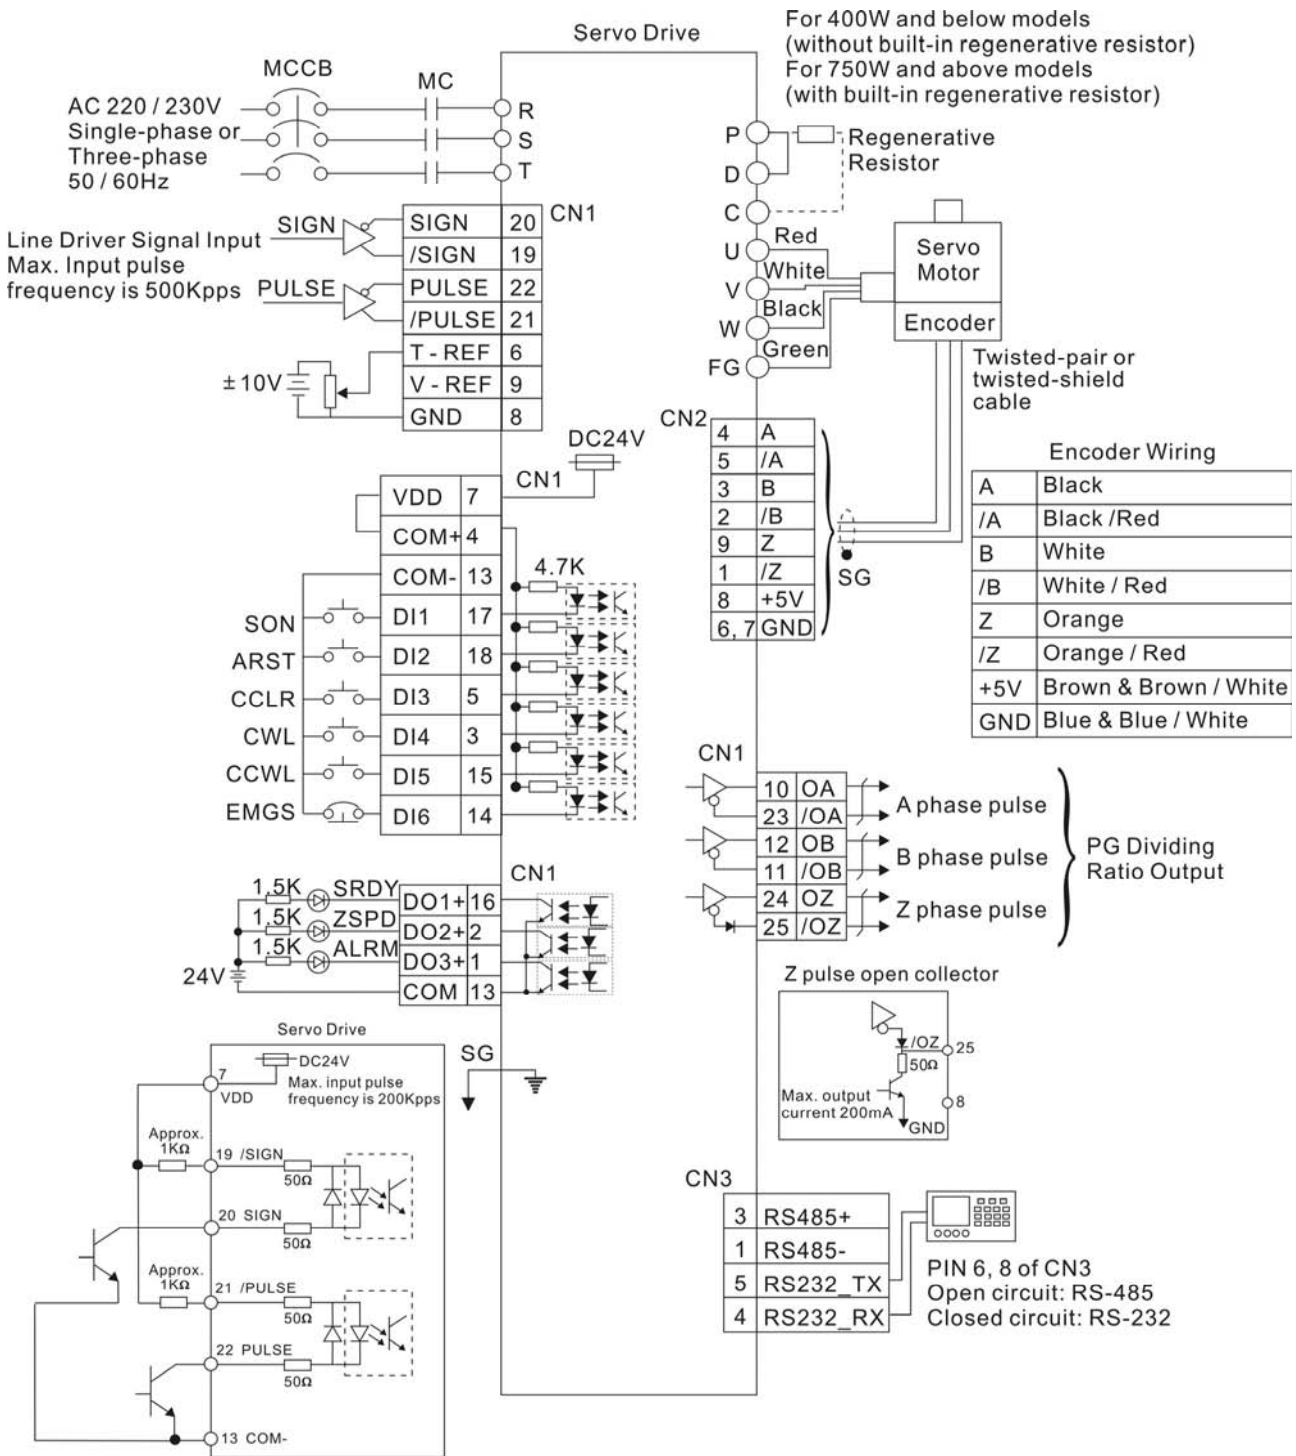 Servo Drive
For 400W and below models
(without built-in regenerative resistor)
For 750W and above models
(with built-in regenerative resistor)
MCCB
MC
AC 220 / 230V
Single-phase or
Three-phase
50 / 60Hz
R
S
T
P
D
C
Regenerative
Resistor
U
V
W
FG
Red
White
Black
Green
Servo
Motor
Encoder
Twisted-pair or
twisted-shield
cable
Line Driver Signal Input
Max. Input pulse
frequency is 500Kpps
SIGN
PULSE
CN1
SIGN 20
/SIGN 19
PULSE 22
/PULSE 21
T - REF 6
V - REF 9
GND 8
±10V
CN2
4 A
5 /A
3 B
2 /B
9 Z
1 /Z
8 +5V
6, 7 GND
SG
Encoder Wiring
A Black
/A Black /Red
B White
/B White / Red
Z Orange
/Z Orange / Red
+5V Brown & Brown / White
GND Blue & Blue / White
DC24V
CN1
VDD 7
COM+ 4
COM- 13
DI1 17
DI2 18
DI3 5
DI4 3
DI5 15
DI6 14
4.7K
SON
ARST
CCLR
CWL
CCWL
EMGS
CN1
10 OA
23 /OA
12 OB
11 /OB
24 OZ
25 /OZ
A phase pulse
B phase pulse
Z phase pulse
PG Dividing
Ratio Output
CN1
1.5K SRDY DO1+ 16
1.5K ZSPD DO2+ 2
1.5K ALRM DO3+ 1
24V COM 13
Z pulse open collector
/OZ
25
50Ω
Max. output
current 200mA
8
GND
SG
Servo Drive
7
VDD
DC24V
Max. input pulse
frequency is 200Kpps
Approx.
1KΩ
19 /SIGN
50Ω
20 SIGN
50Ω
Approx.
1KΩ
21 /PULSE
50Ω
22 PULSE
50Ω
13 COM-
CN3
3 RS485+
1 RS485-
5 RS232_TX
4 RS232_RX
PIN 6, 8 of CN3
Open circuit: RS-485
Closed circuit: RS-232